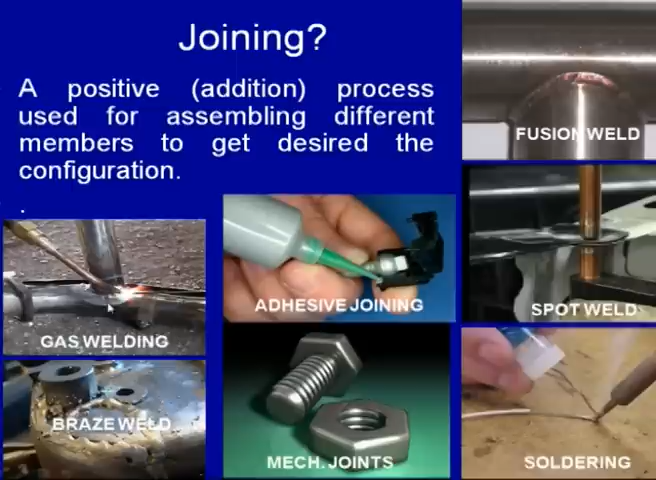 Joining?
A positive (addition) process
used for assembling different
members to get desired the
configuration.
.
FUSION WELD
ADHESIVE JOINING
SPOT WELD
GAS WELDING
BRAZE WELD
MECH. JOINTS
SOLDERING